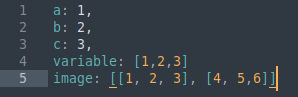 1 a: 1,
2 b: 2,
3 c: 3,
4 variable: [1,2,3]
5 image: [[1, 2, 3], [4, 5,6]]